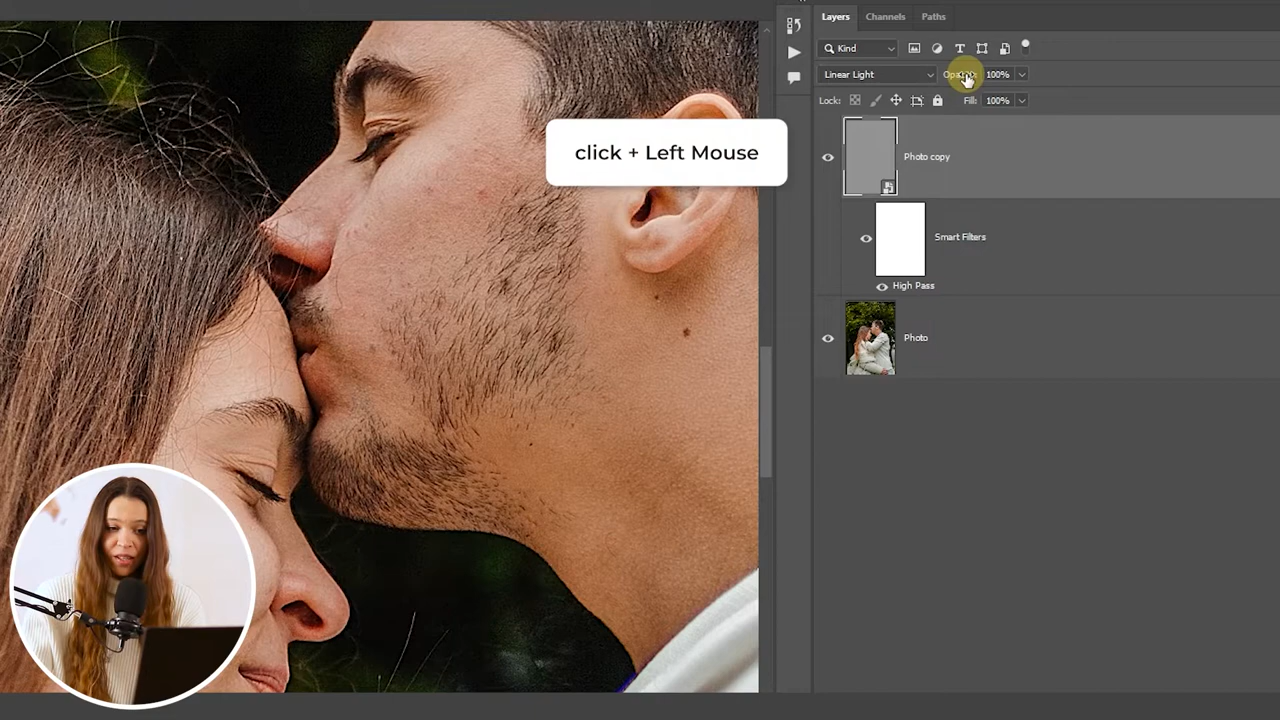 Layers Channels Paths
Kind
Linear Light Opacity: 100%
Lock: Fill: 100%
click + Left Mouse
Photo copy
Smart Filters
High Pass
Photo